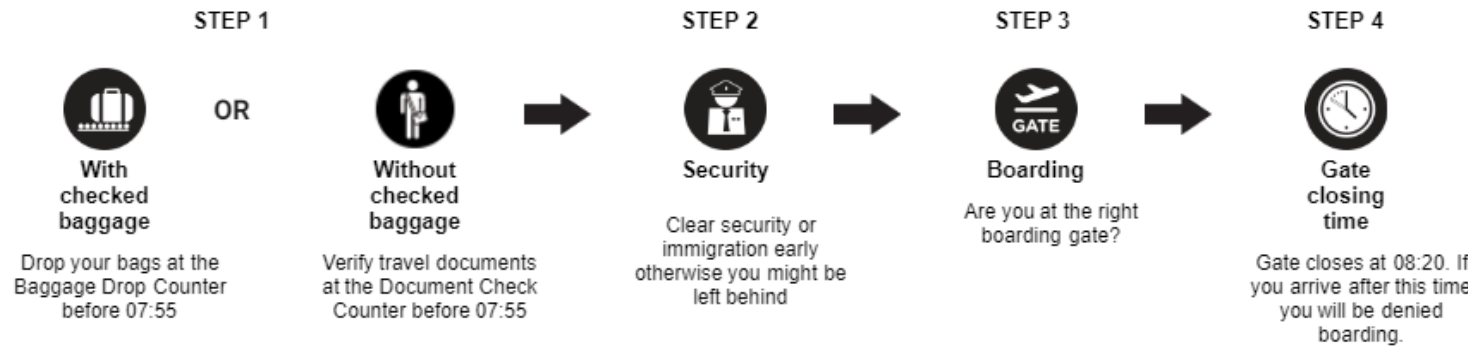 STEP 1
With
checked
baggage
Drop your bags at the
Baggage Drop Counter
before 07:55
OR
Without
checked
baggage
Verify travel documents
at the Document Check
Counter before 07:55
STEP 2
Security
Clear security or
immigration early
otherwise you might be
left behind
STEP 3
GATE
Boarding
Are you at the right
boarding gate?
STEP 4
Gate
closing
time
Gate closes at 08:20. If
you arrive after this time
you will be denied
boarding.